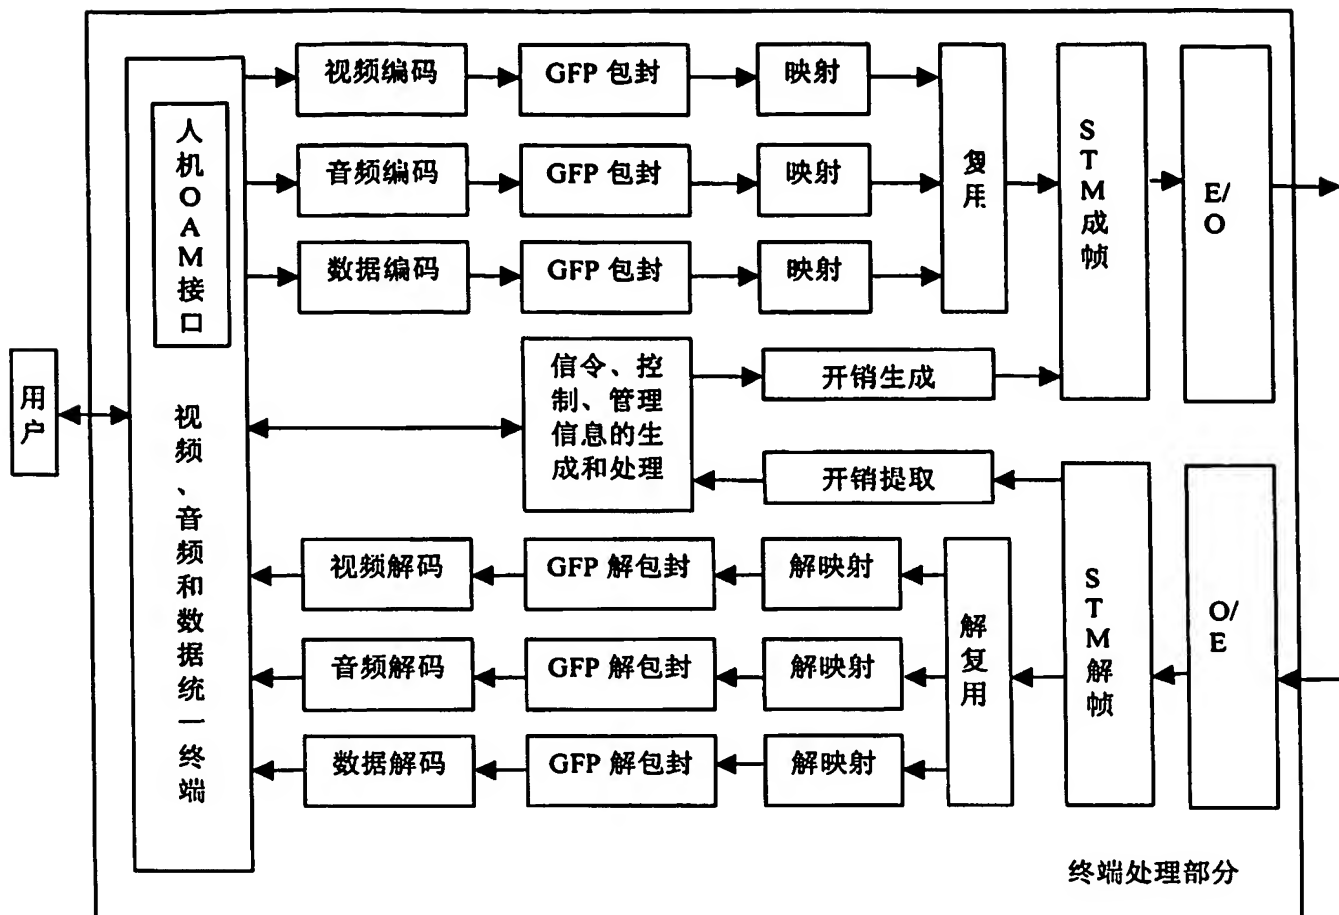 视频编码
GFP 包封
映射
音频编码
GFP 包封
映射
数据编码
GFP 包封
映射
复用
STM成帧
E/
O
人机OAM接口
用户
视频、音频和数据统一终端
信令、控
制、管理
信息的生
成和处理
开销生成
开销提取
视频解码
GFP 解包封
解映射
音频解码
GFP 解包封
解映射
数据解码
GFP 解包封
解映射
解复用
STM解帧
O/
E
终端处理部分